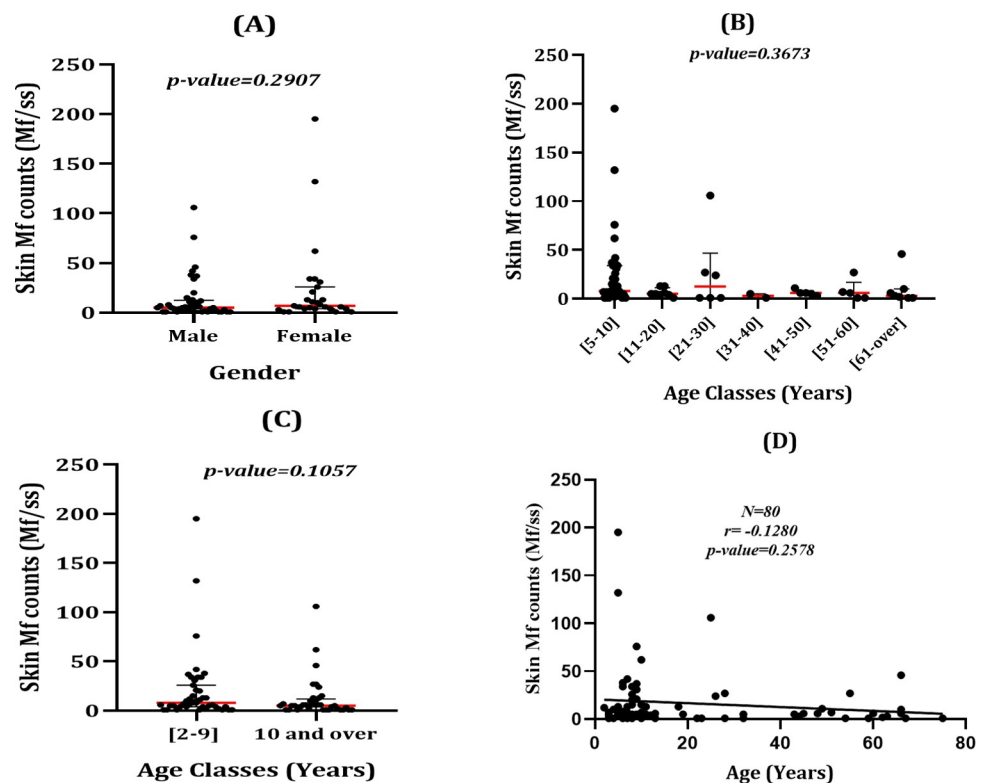 (A)
p-value=0.2907
Skin Mf counts (Mf/ss)
250
200
150
100
50
0
Male Female
Gender
(B)
p-value=0.3673
Skin Mf counts (Mf/ss)
250
200
150
100
50
0
[5-10] [11-20] [21-30] [31-40] [41-50] [51-60] [61-over]
Age Classes (Years)
(C)
p-value=0.1057
Skin Mf counts (Mf/ss)
250
200
150
100
50
0
[2-9] 10 and over
Age Classes (Years)
(D)
N=80
r= -0.1280
p-value=0.2578
Skin Mf counts (Mf/ss)
250
200
150
100
50
0
0 20 40 60 80
Age (Years)